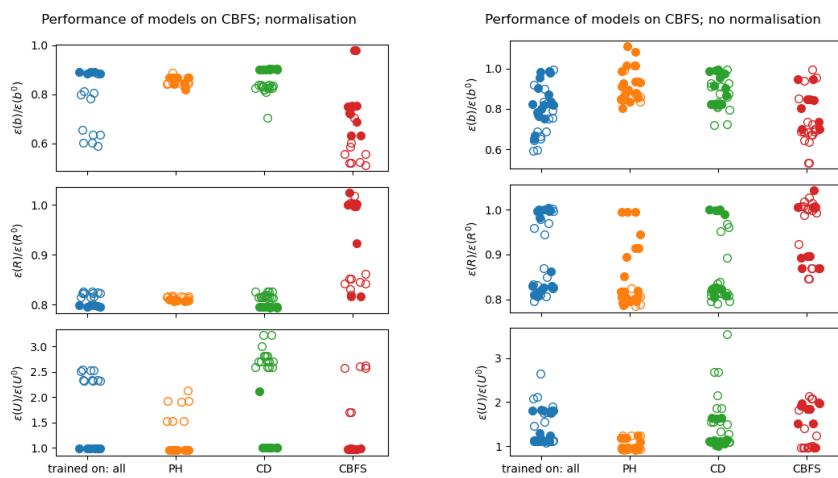 Performance of models on CBFS; normalisation
1.0
0.8
0.6
ε(b)/ε(b⁰)
1.0
0.9
0.8
ε(R)/ε(R⁰)
3.0
2.5
2.0
1.5
1.0
ε(U)/ε(U⁰)
trained on: all PH CD CBFS
Performance of models on CBFS; no normalisation
1.0
0.8
0.6
ε(b)/ε(b⁰)
1.0
0.9
0.8
ε(R)/ε(R⁰)
3
2
1
ε(U)/ε(U⁰)
trained on: all PH CD CBFS